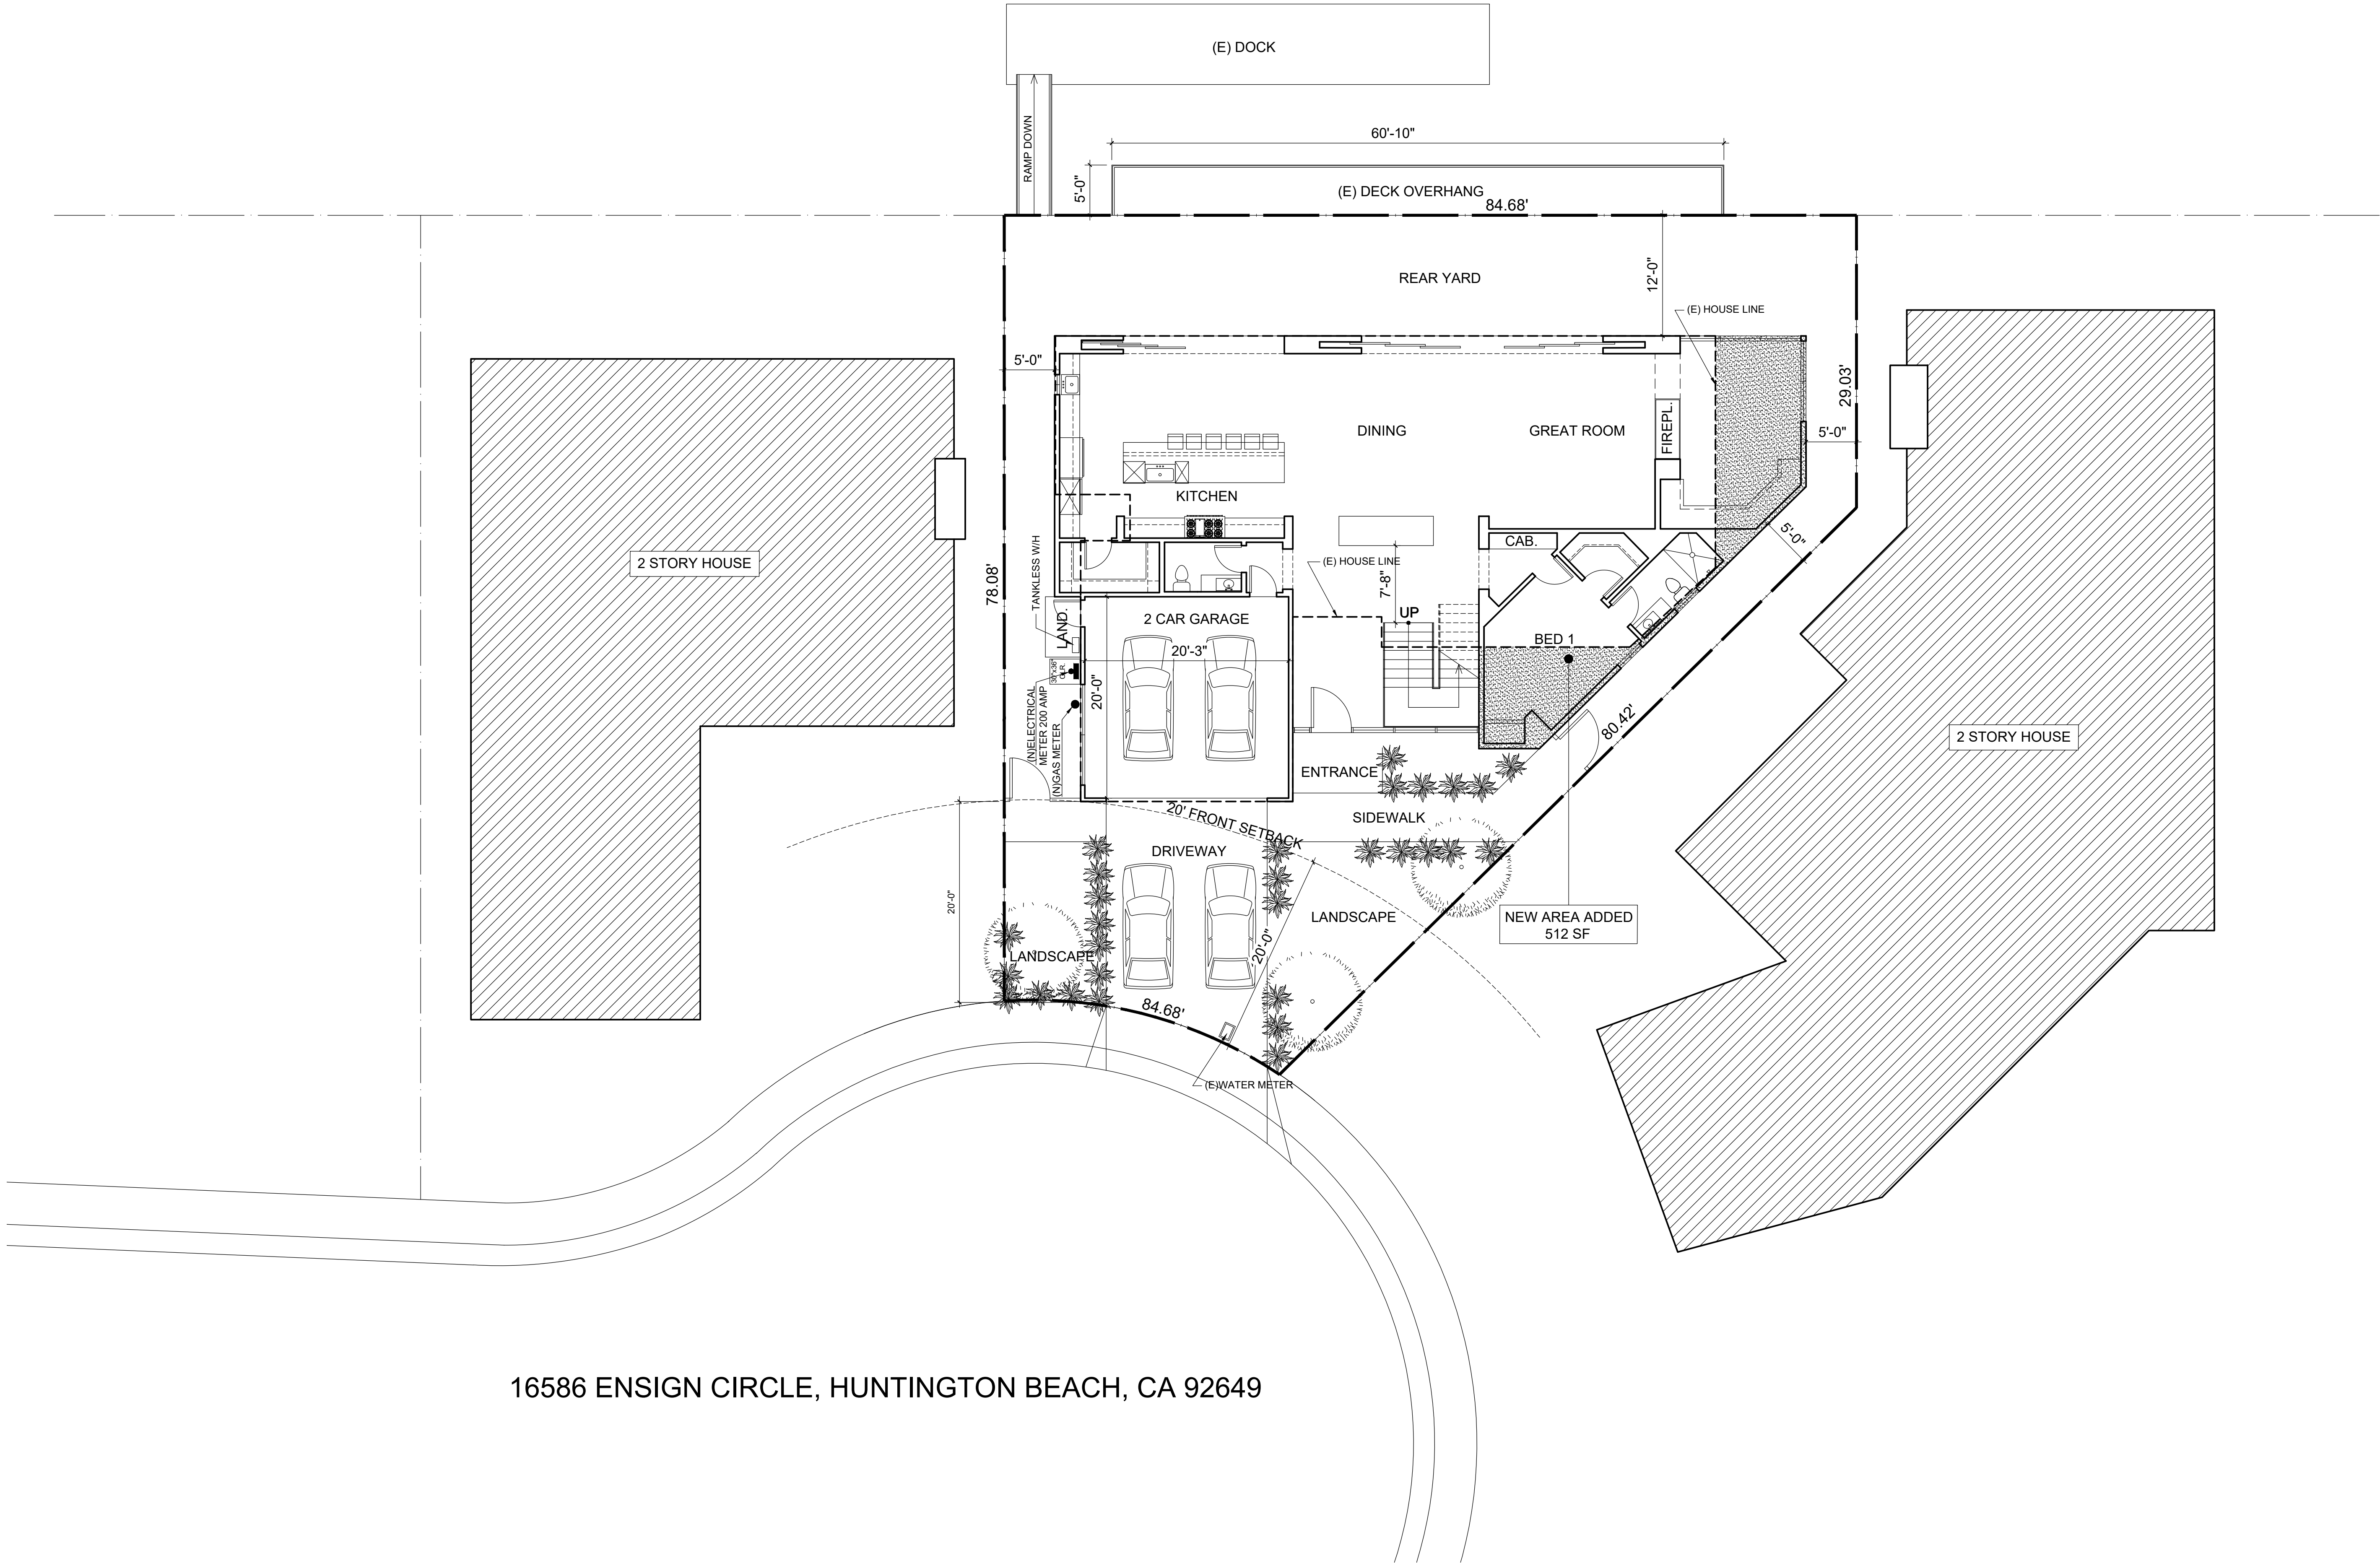 (E) DOCK
RAMP DOWN
60'-10"
5'-0"
(E) DECK OVERHANG
84.68'
REAR YARD
12'-0"
(E) HOUSE LINE
5'-0"
29.03'
DINING
GREAT ROOM
FIREPL.
5'-0"
KITCHEN
5'-0"
CAB.
2 STORY HOUSE
78.08'
TANKLESS W/H
(E) HOUSE LINE
7'-8"
UP
LAND.
2 CAR GARAGE
BED 1
20'-3"
30"x36"
CLR.
20'-0"
(N)ELECTRICAL
METER 200 AMP
(N)GAS METER
80.42'
2 STORY HOUSE
ENTRANCE
20' FRONT SETBACK
SIDEWALK
DRIVEWAY
20'-0"
LANDSCAPE
NEW AREA ADDED
512 SF
20'-0"
LANDSCAPE
84.68'
(E)WATER METER
16586 ENSIGN CIRCLE, HUNTINGTON BEACH, CA 92649